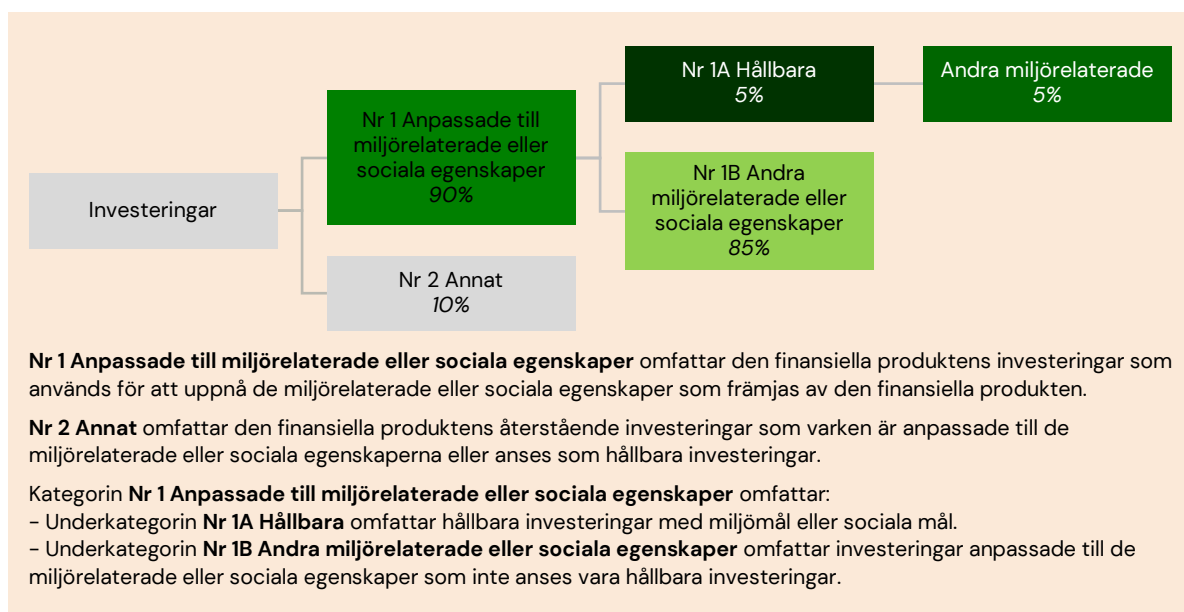 Investeringar
Nr 1 Anpassade till
miljörelaterade eller
sociala egenskaper
90%
Nr 2 Annat
10%
Nr 1A Hållbara
5%
Nr 1B Andra
miljörelaterade eller
sociala egenskaper
85%
Andra miljörelaterade
5%
Nr 1 Anpassade till miljörelaterade eller sociala egenskaper omfattar den finansiella produktens investeringar som
används för att uppnå de miljörelaterade eller sociala egenskaper som främjas av den finansiella produkten.
Nr 2 Annat omfattar den finansiella produktens återstående investeringar som varken är anpassade till de
miljörelaterade eller sociala egenskaperna eller anses som hållbara investeringar.
Kategorin Nr 1 Anpassade till miljörelaterade eller sociala egenskaper omfattar:
- Underkategorin Nr 1A Hållbara omfattar hållbara investeringar med miljömål eller sociala mål.
- Underkategorin Nr 1B Andra miljörelaterade eller sociala egenskaper omfattar investeringar anpassade till de
miljörelaterade eller sociala egenskaper som inte anses vara hållbara investeringar.